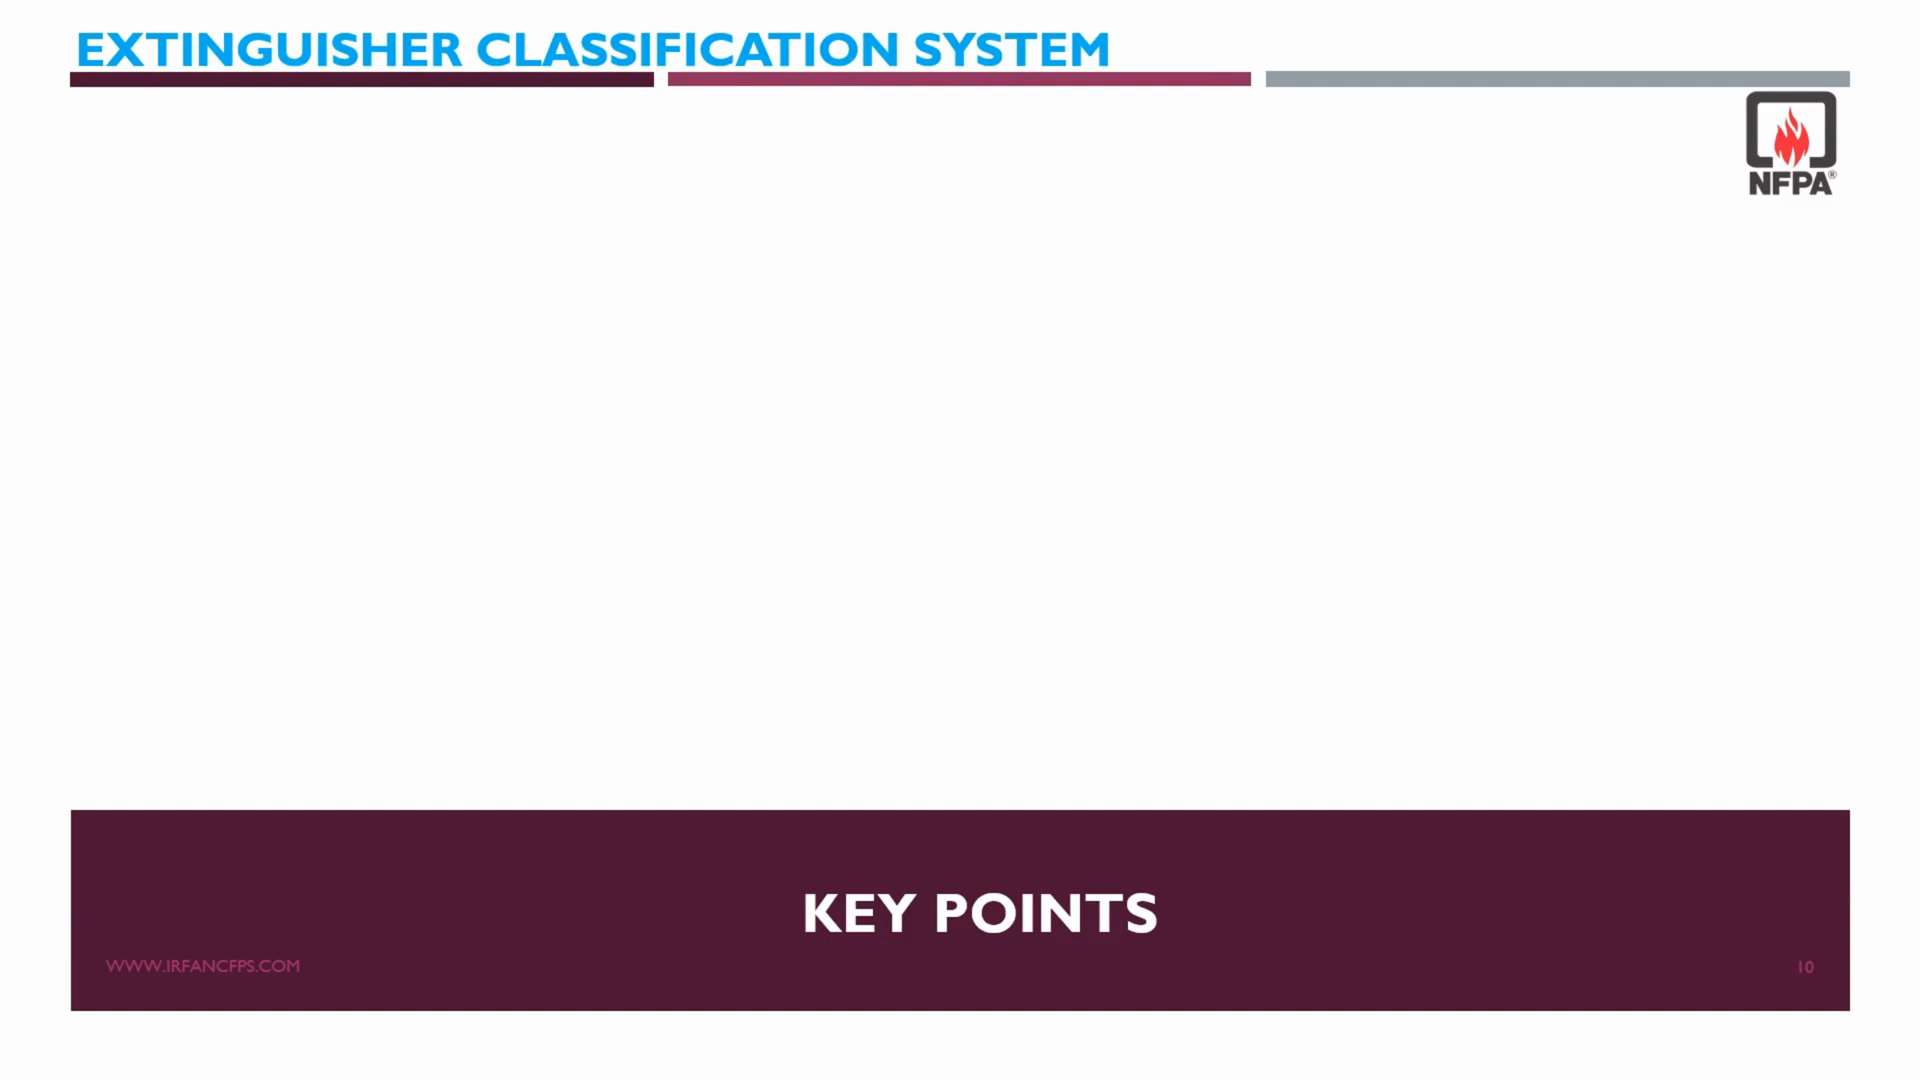 EXTINGUISHER CLASSIFICATION SYSTEM
NFPA®
KEY POINTS
WWW.IRFANCFPS.COM
10